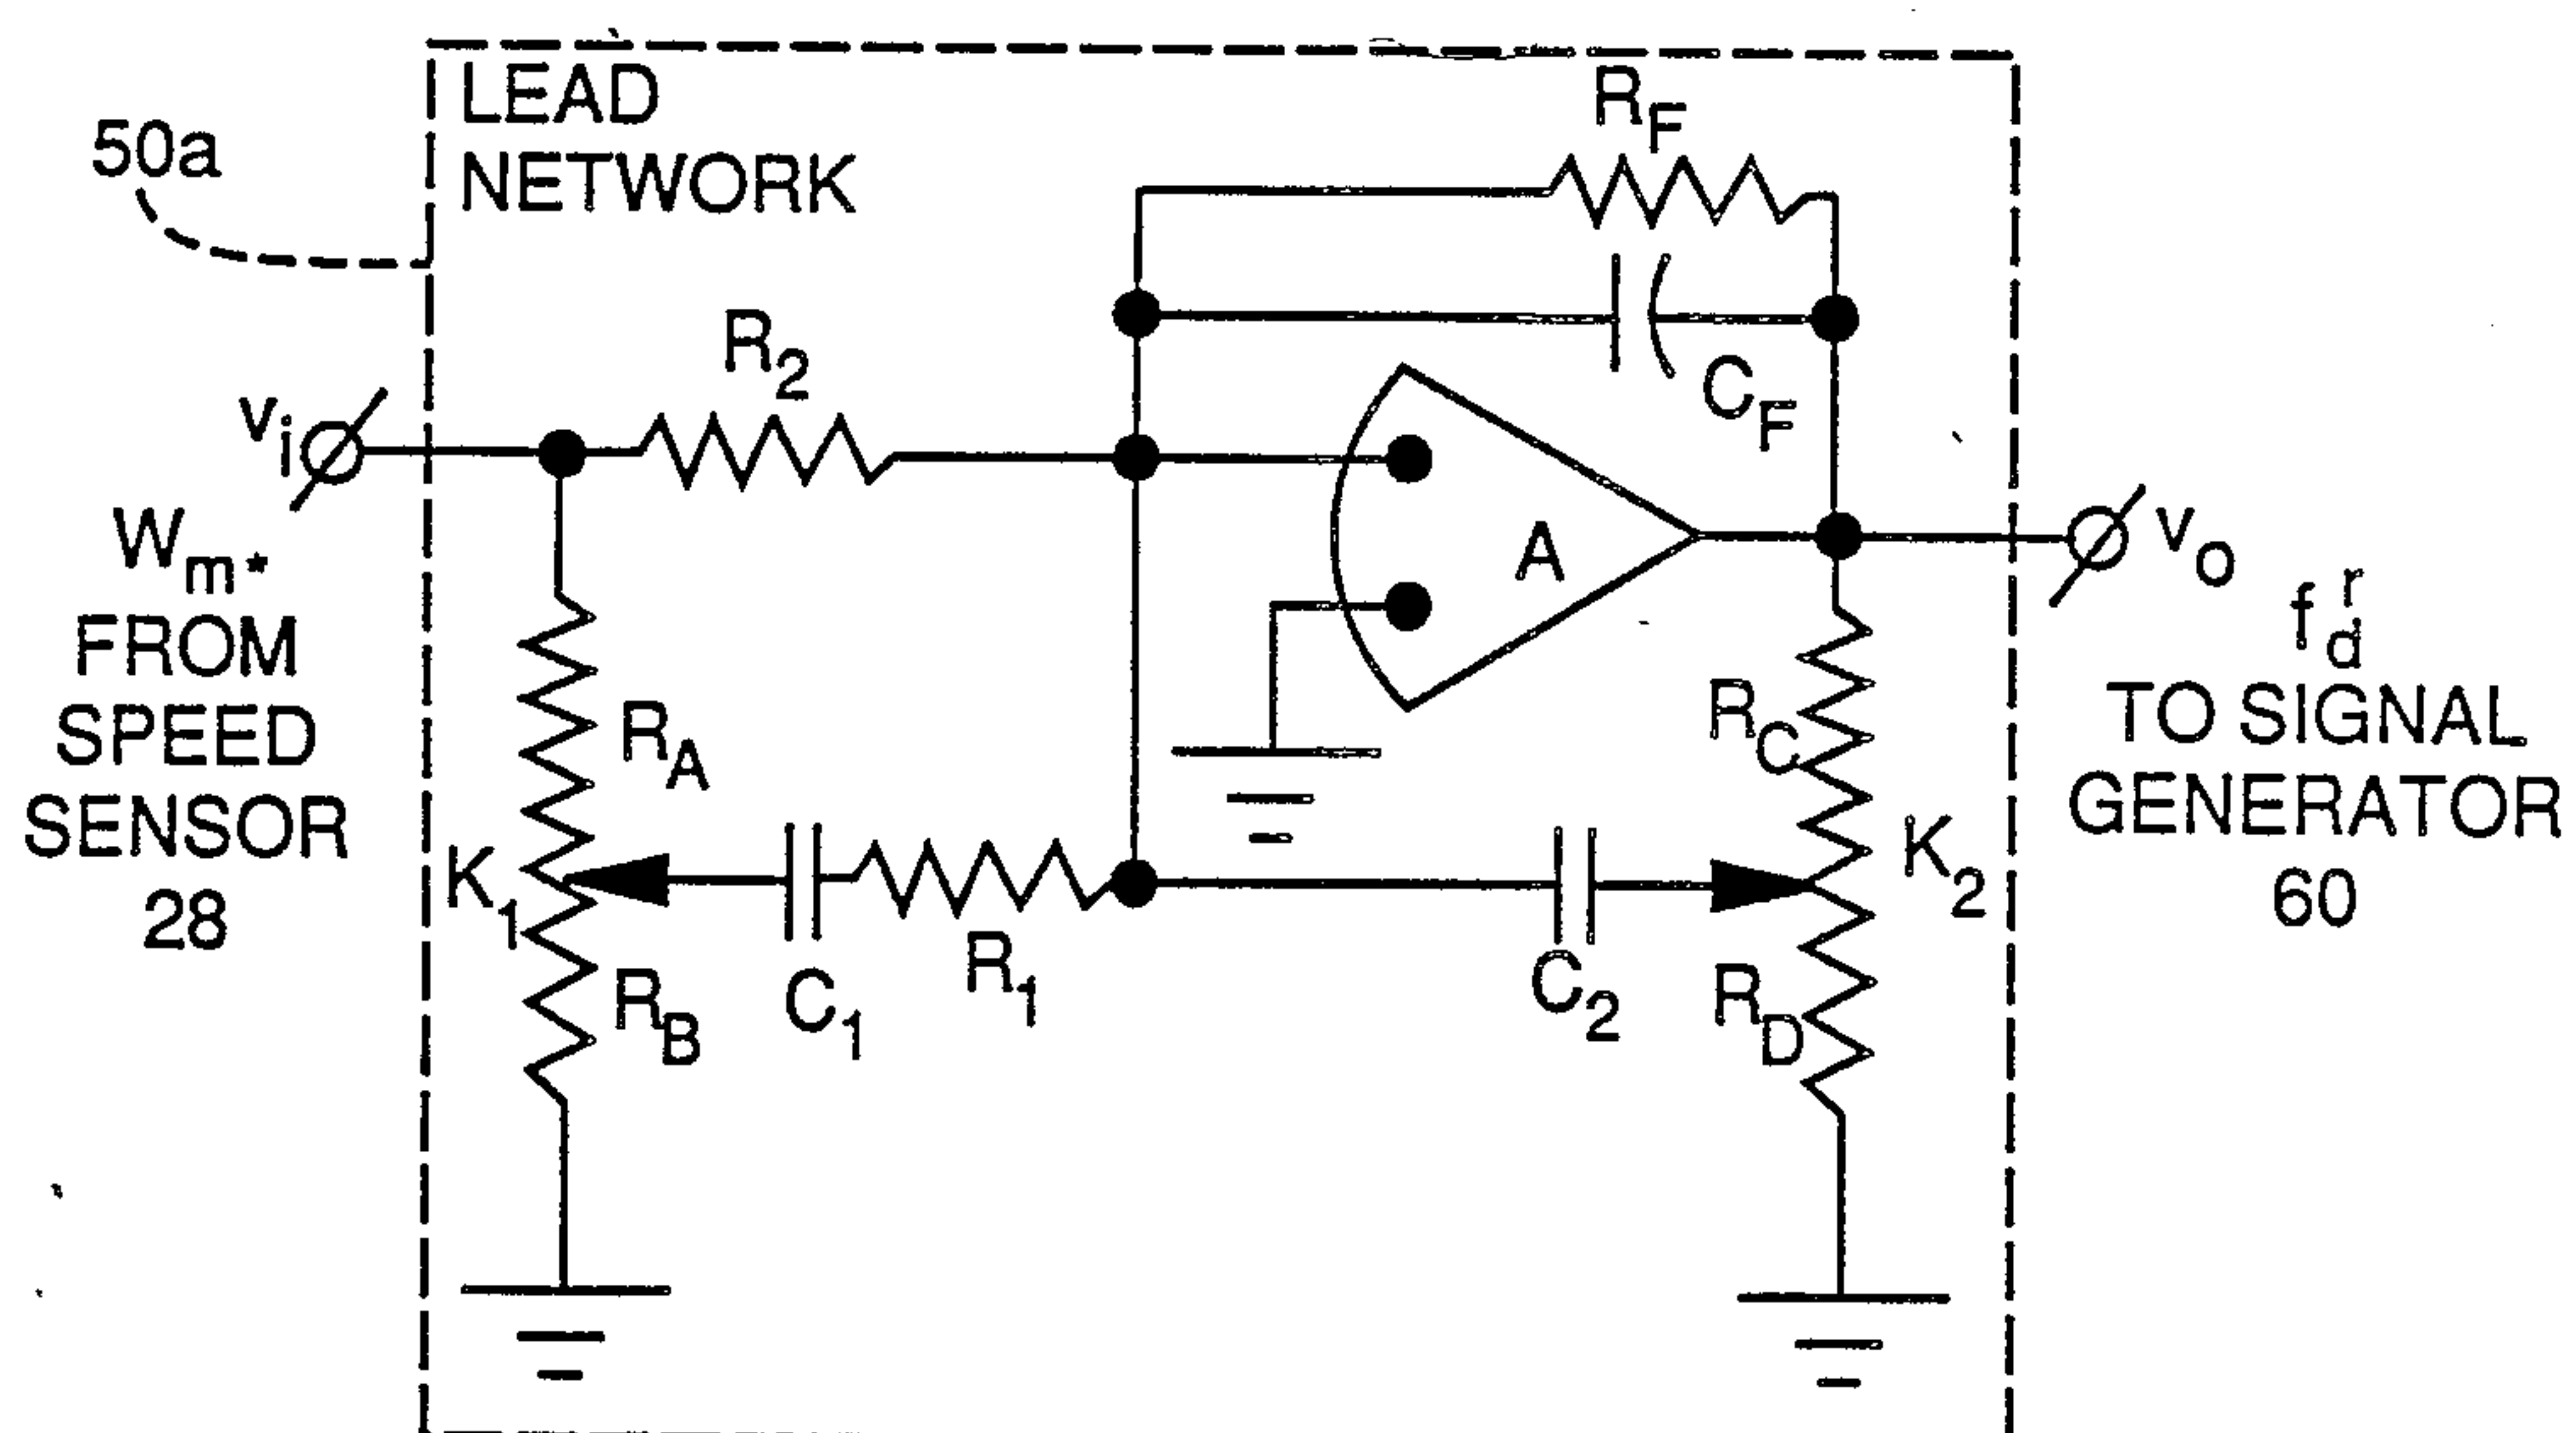 LEAD
NETWORK
50a
R_F
C_F
R_2
v_i
W_m*
FROM
SPEED
SENSOR
28
A
v_o
f_d^r
TO SIGNAL
GENERATOR
60
R_A
K_1
R_B
C_1
R_1
C_2
R_C
K_2
R_D